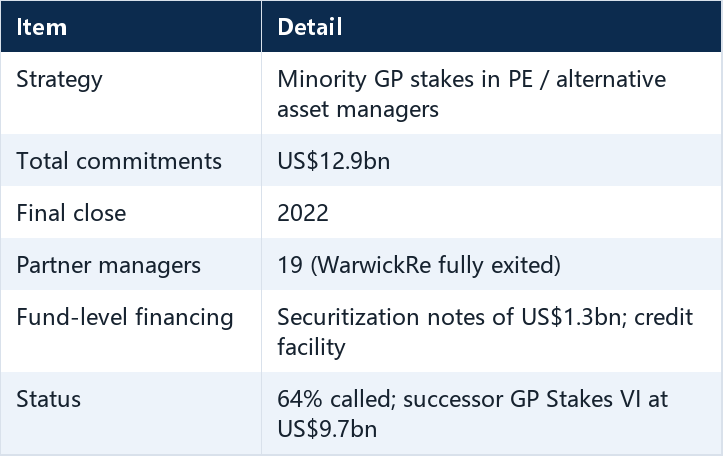 Item Detail
Strategy Minority GP stakes in PE / alternative
asset managers
Total commitments US$12.9bn
Final close 2022
Partner managers 19 (WarwickRe fully exited)
Fund-level financing Securitization notes of US$1.3bn; credit
facility
Status 64% called; successor GP Stakes VI at
US$9.7bn